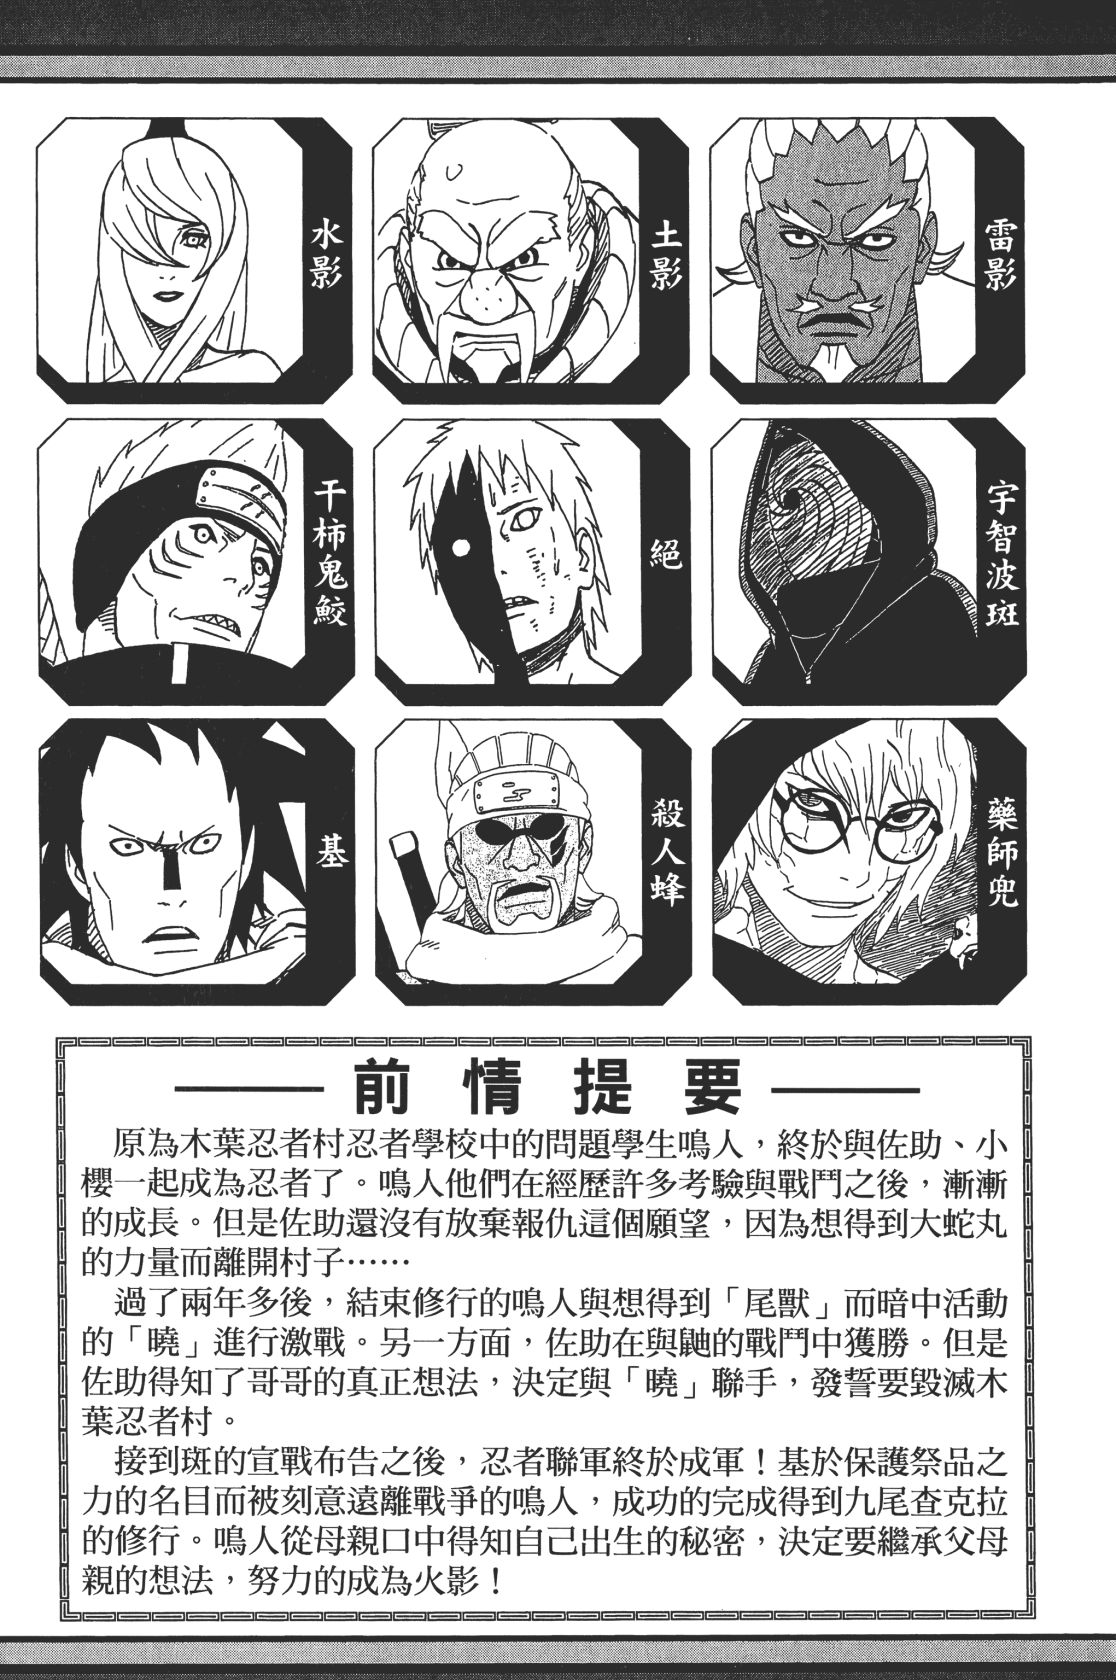 雷影
土影
水影
宇智波斑
絕
干柿鬼鮫
藥師兜
殺人蜂
基
前情提要
原為木葉忍者村忍者學校中的問題學生鳴人，終於與佐助、小
櫻一起成為忍者了。鳴人他們在經歷許多考驗與戰鬥之後，漸漸
的成長。但是佐助還沒有放棄報仇這個願望，因為想得到大蛇丸
的力量而離開村子……
過了兩年多後，結束修行的鳴人與想得到「尾獸」而暗中活動
的「曉」進行激戰。另一方面，佐助在與鼬的戰鬥中獲勝。但是
佐助得知了哥哥的真正想法，決定與「曉」聯手，發誓要毀滅木
葉忍者村。
接到斑的宣戰布告之後，忍者聯軍終於成軍！基於保護祭品之
力的名目而被刻意遠離戰爭的鳴人，成功的完成得到九尾查克拉
的修行。鳴人從母親口中得知自己出生的秘密，決定要繼承父母
親的想法，努力的成為火影！